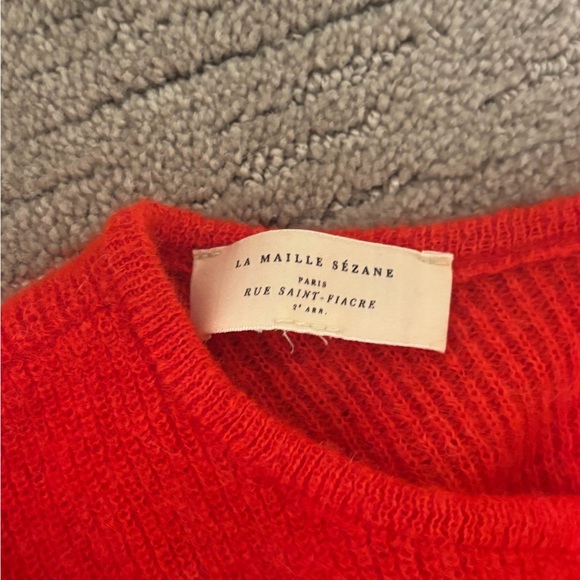 LA MAILLE SÉZANE
PARIS
RUE SAINT-FIACRE
2ᵉ ARR.